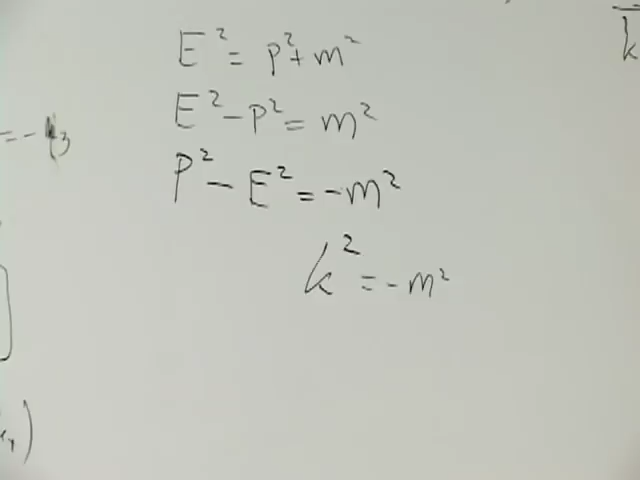 E² = p² + m²
E² - p² = m²
p² - E² = -m²
k² = -m²
k